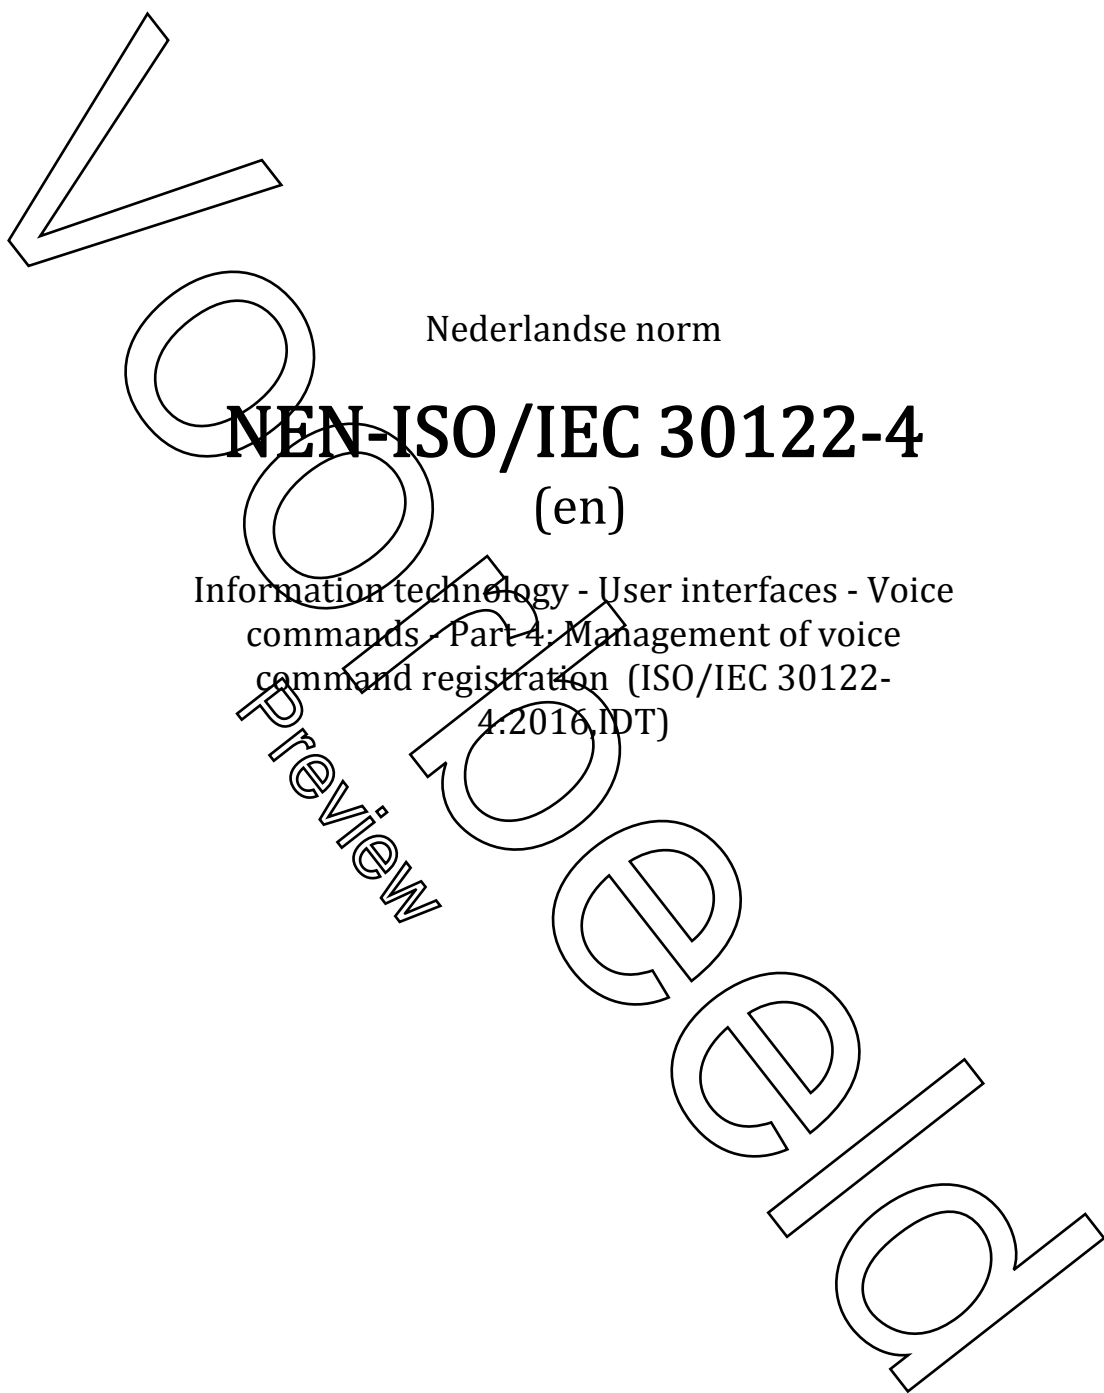 Nederlandse norm
NEN-ISO/IEC 30122-4
(en)
Information technology - User interfaces - Voice
commands - Part 4: Management of voice
command registration  (ISO/IEC 30122-
4:2016,IDT)
Voorbeeld
Preview